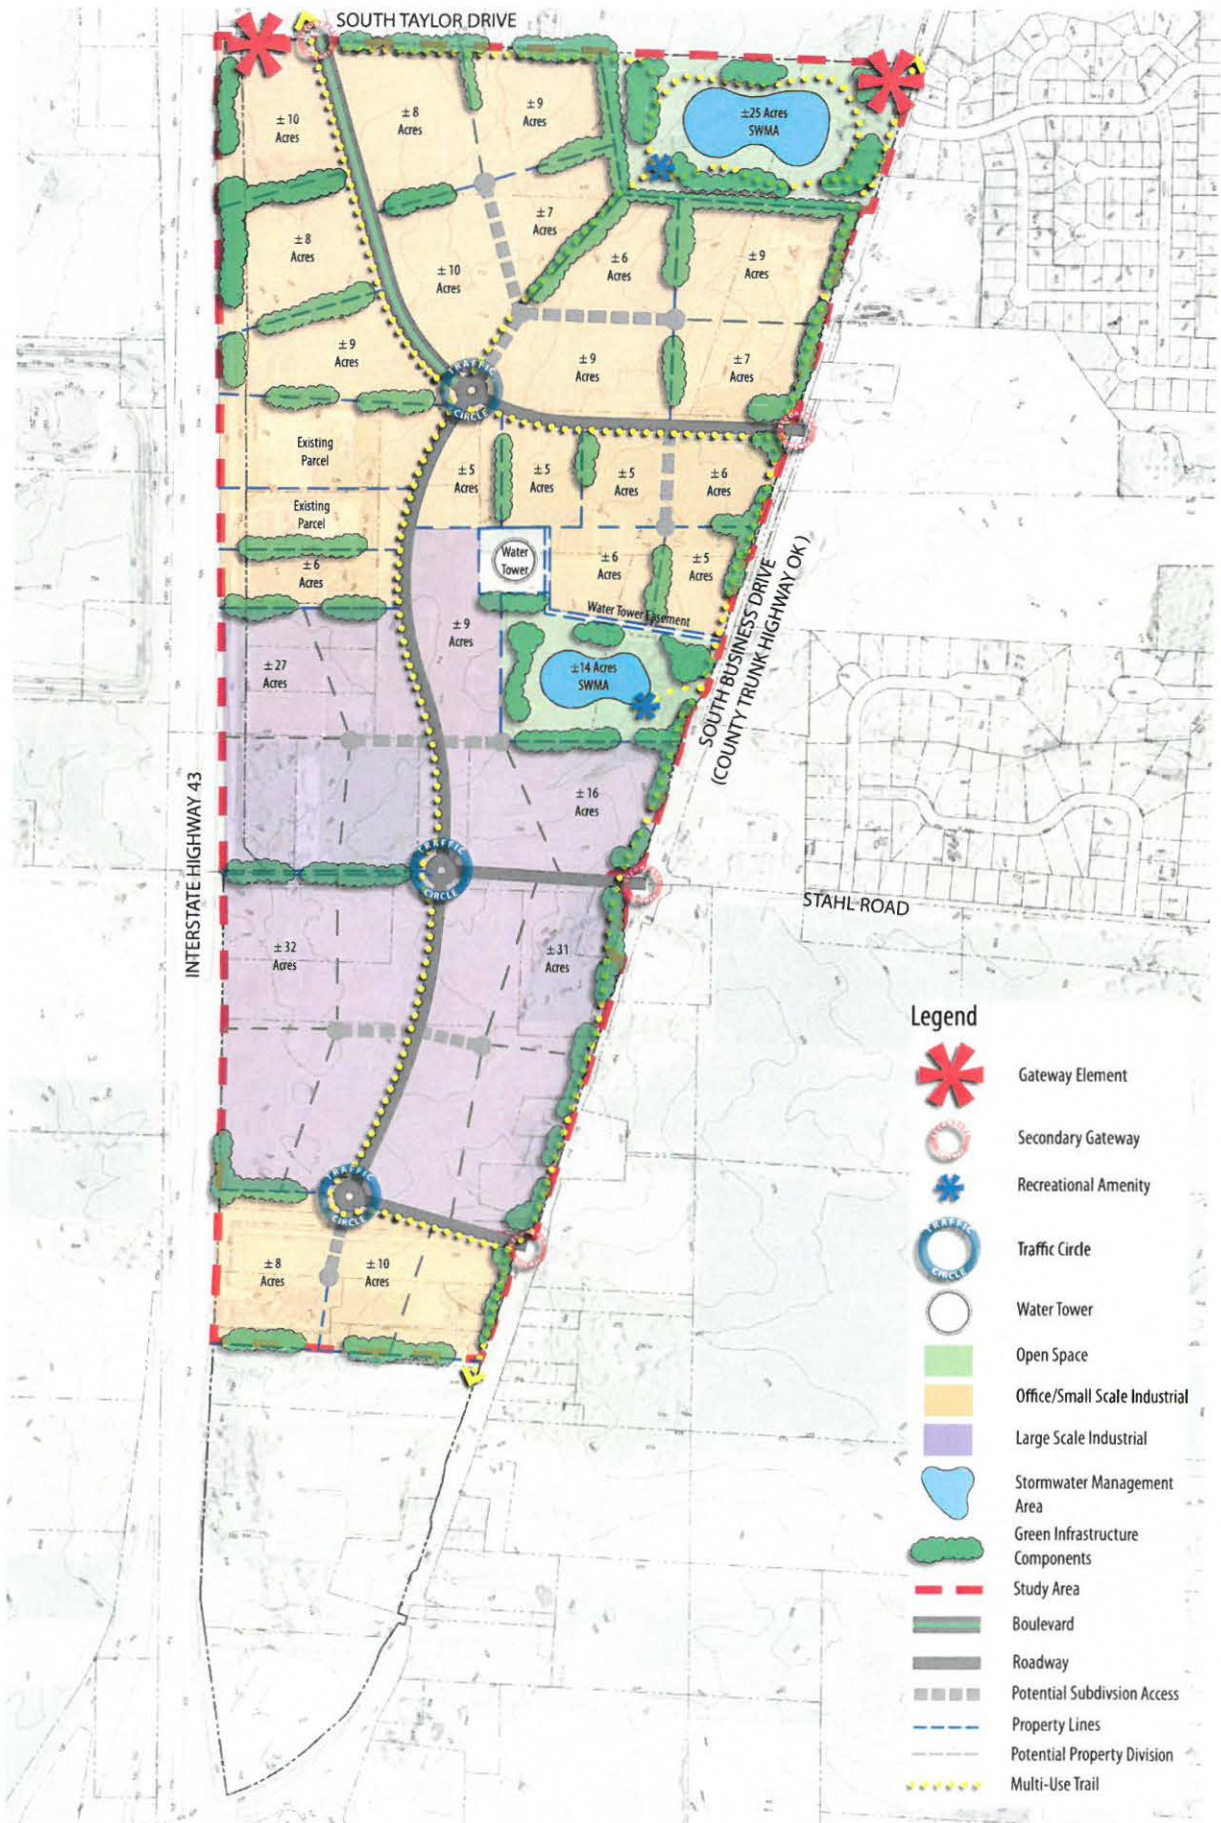 SOUTH TAYLOR DRIVE
± 10
Acres
± 8
Acres
± 9
Acres
±25 Acres
SWMA
± 8
Acres
± 10
Acres
± 7
Acres
± 6
Acres
± 9
Acres
± 9
Acres
± 9
Acres
± 7
Acres
TRAFFIC
CIRCLE
Existing
Parcel
± 5
Acres
± 5
Acres
± 5
Acres
± 6
Acres
Existing
Parcel
Water
Tower
± 6
Acres
± 6
Acres
± 5
Acres
Water Tower Easement
± 9
Acres
± 27
Acres
±14 Acres
SWMA
SOUTH BUSINESS DRIVE
(COUNTY TRUNK HIGHWAY OK)
INTERSTATE HIGHWAY 43
± 16
Acres
TRAFFIC
CIRCLE
STAHL ROAD
± 32
Acres
± 31
Acres
TRAFFIC
CIRCLE
± 8
Acres
± 10
Acres
Legend
Gateway Element
Secondary Gateway
Recreational Amenity
TRAFFIC
CIRCLE
Traffic Circle
Water Tower
Open Space
Office/Small Scale Industrial
Large Scale Industrial
Stormwater Management
Area
Green Infrastructure
Components
Study Area
Boulevard
Roadway
Potential Subdivsion Access
Property Lines
Potential Property Division
Multi-Use Trail